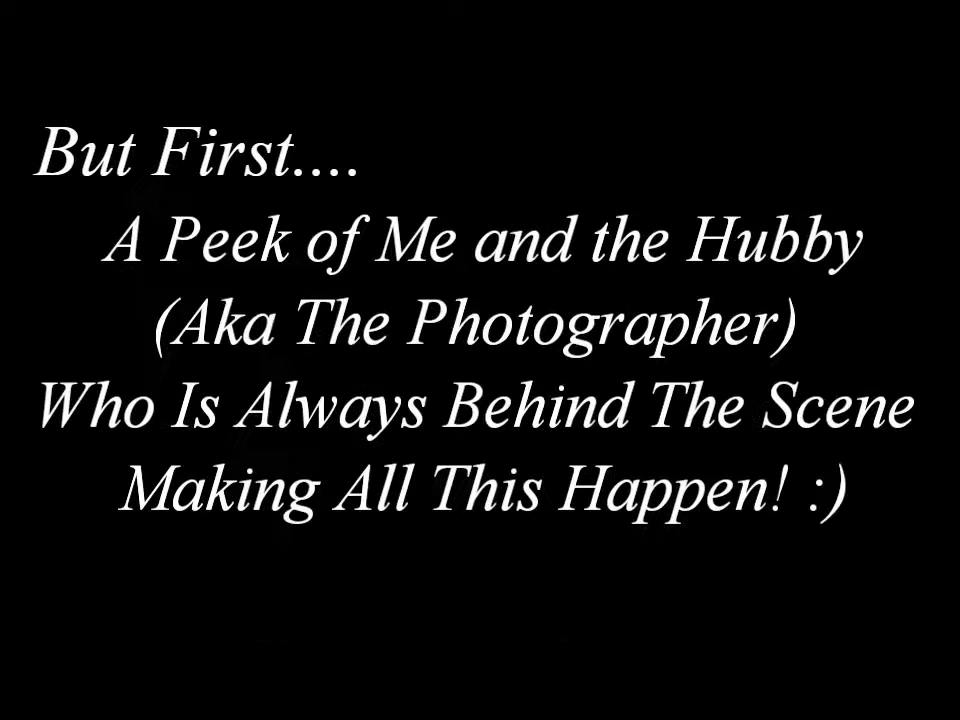 But First....
A Peek of Me and the Hubby
(Aka The Photographer)
Who Is Always Behind The Scene
Making All This Happen! :)